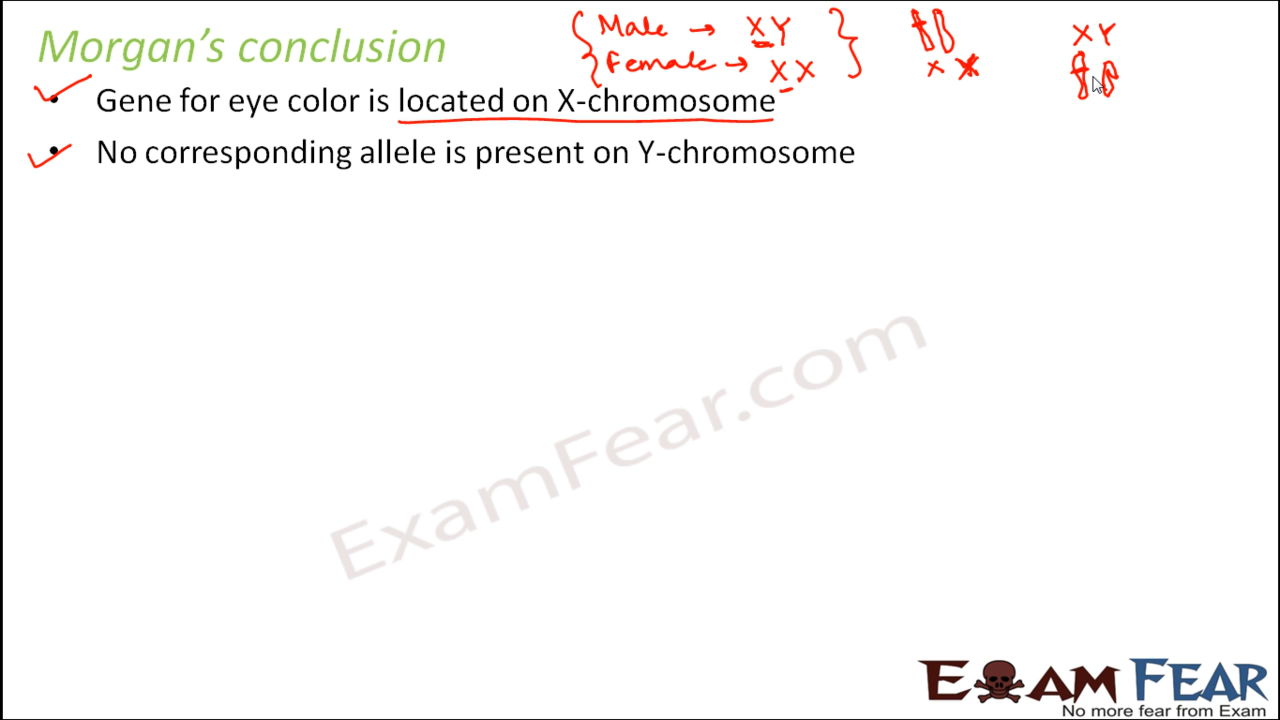 Morgan's conclusion
Male → XY
Female → XX
X X
XY
• Gene for eye color is located on X-chromosome
• No corresponding allele is present on Y-chromosome
ExamFear.com
EXAM FEAR
No more fear from Exam